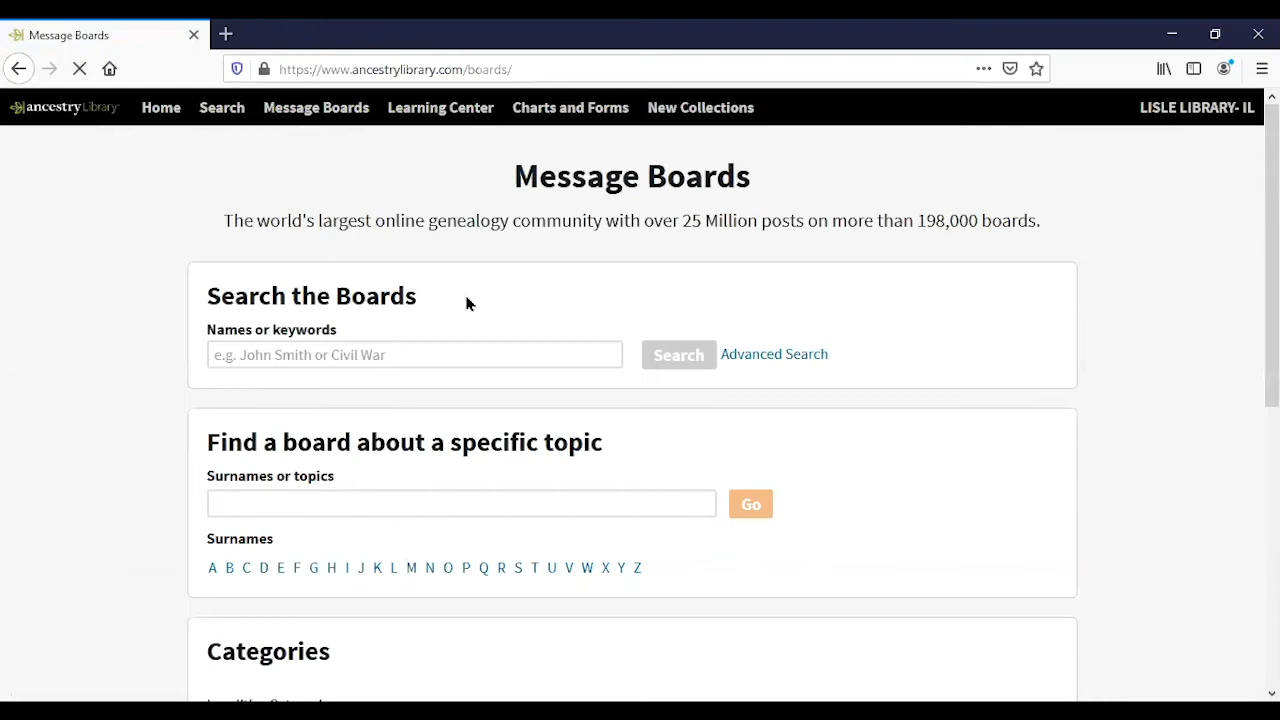 Message Boards
https://www.ancestrylibrary.com/boards/
ancestryLibrary Home Search Message Boards Learning Center Charts and Forms New Collections LISLE LIBRARY- IL
Message Boards
The world's largest online genealogy community with over 25 Million posts on more than 198,000 boards.
Search the Boards
Names or keywords
e.g. John Smith or Civil War Search Advanced Search
Find a board about a specific topic
Surnames or topics
Go
Surnames
A B C D E F G H I J K L M N O P Q R S T U V W X Y Z
Categories